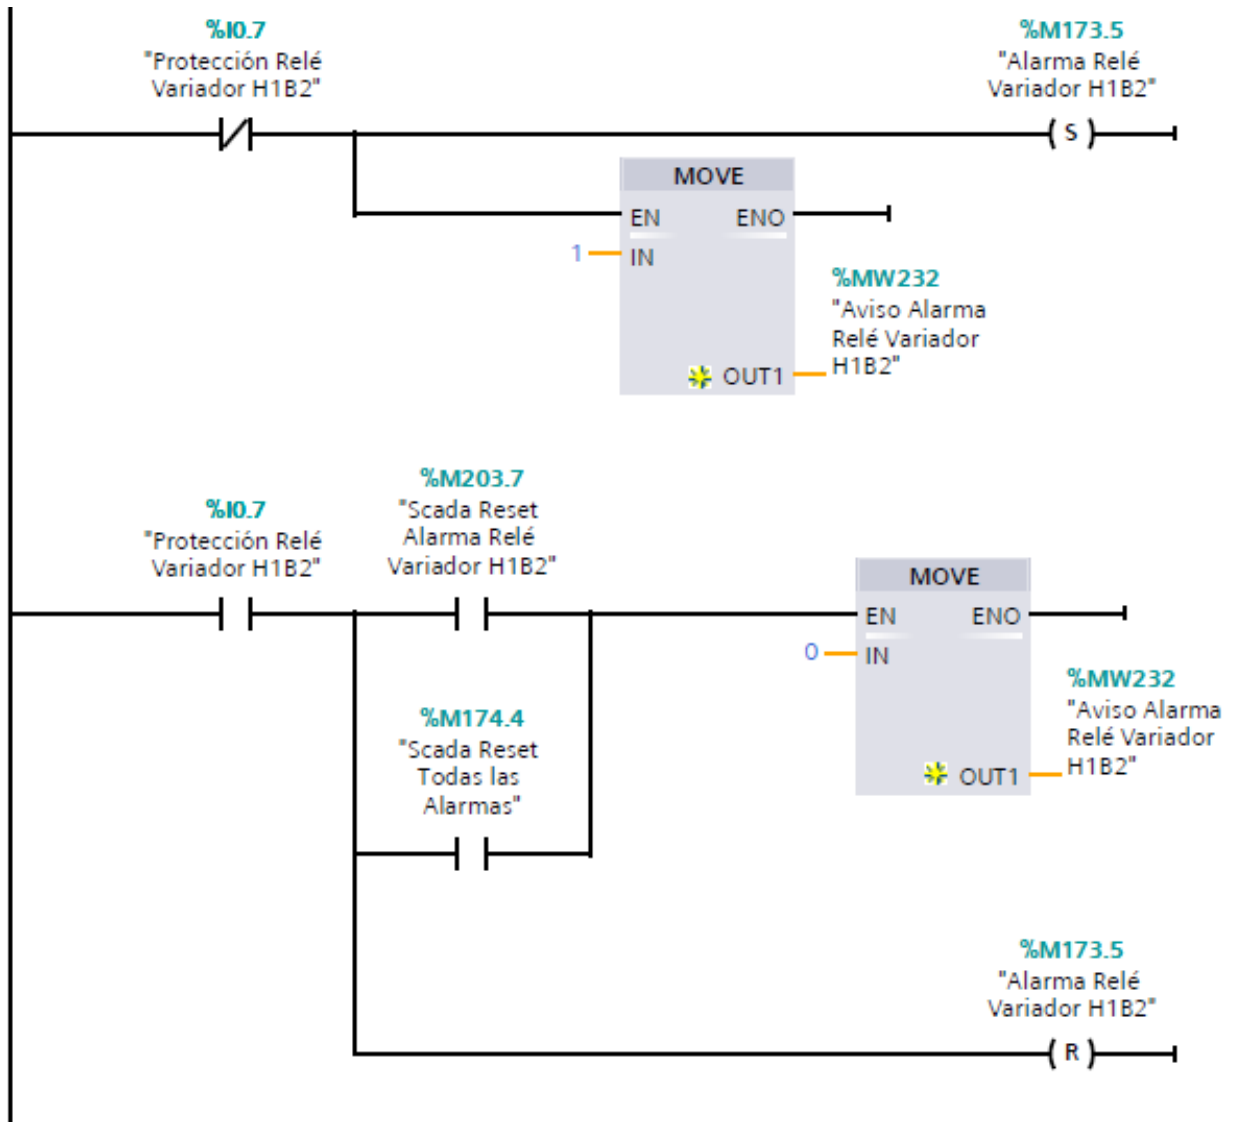 %I0.7
"Protección Relé
Variador H1B2"
%M173.5
"Alarma Relé
Variador H1B2"
( S )
MOVE
EN ENO
1 IN
%MW232
"Aviso Alarma
Relé Variador
H1B2"
OUT1
%I0.7
"Protección Relé
Variador H1B2"
%M203.7
"Scada Reset
Alarma Relé
Variador H1B2"
MOVE
EN ENO
0 IN
%MW232
"Aviso Alarma
Relé Variador
H1B2"
OUT1
%M174.4
"Scada Reset
Todas las
Alarmas"
%M173.5
"Alarma Relé
Variador H1B2"
( R )